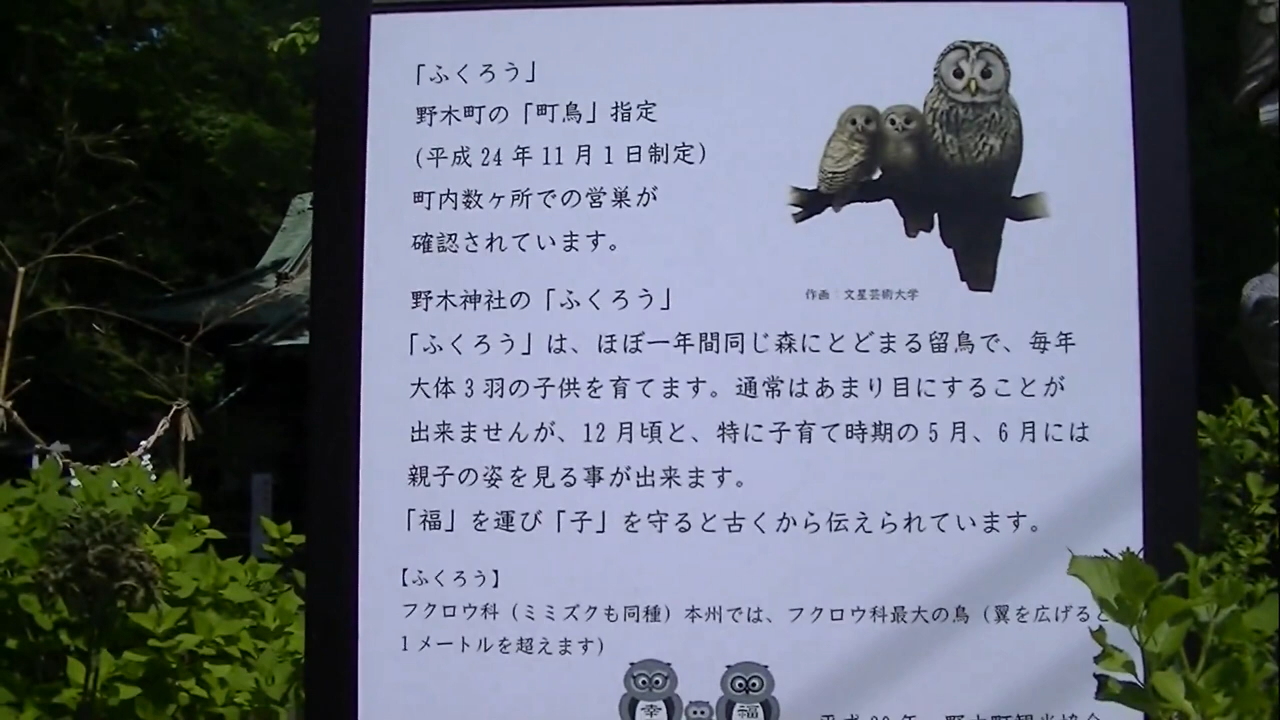 「ふくろう」
野木町の「町鳥」指定
(平成24年11月1日制定)
町内数ヶ所での営巣が
確認されています。
作画：文星芸術大学
野木神社の「ふくろう」
「ふくろう」は、ほぼ一年間同じ森にとどまる留鳥で、毎年
大体3羽の子供を育てます。通常はあまり目にすることが
出来ませんが、12月頃と、特に子育て時期の5月、6月には
親子の姿を見る事が出来ます。
「福」を運び「子」を守ると古くから伝えられています。
【ふくろう】
フクロウ科（ミミズクも同種）本州では、フクロウ科最大の鳥（翼を広げると
1メートルを超えます）
幸 福
野木町観光協会